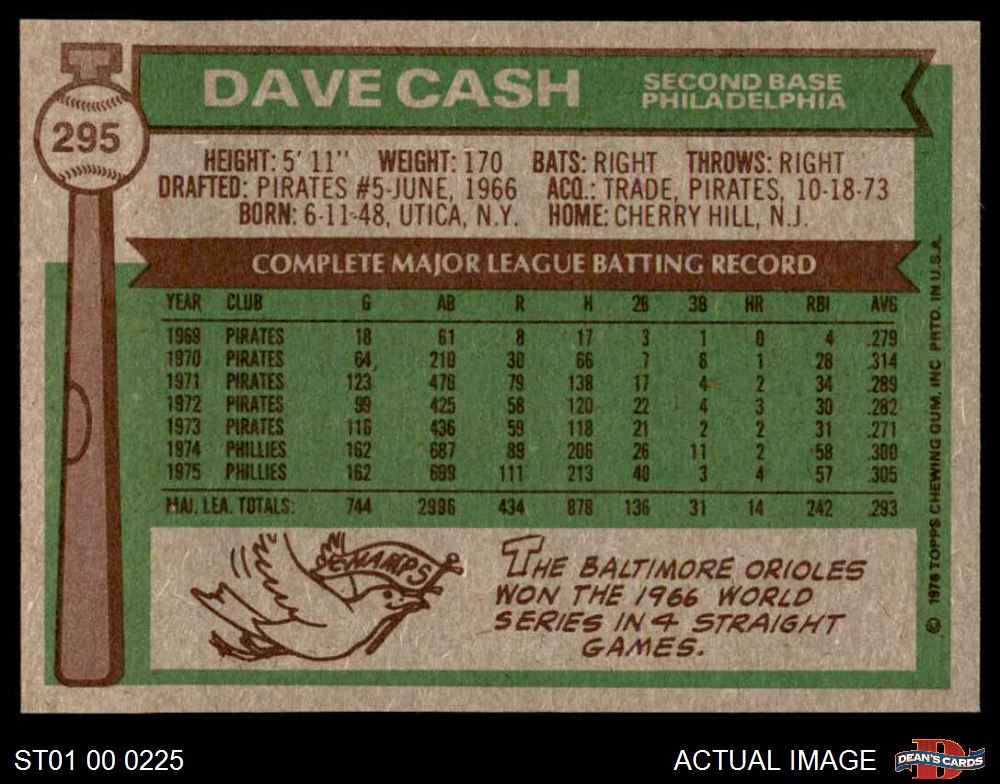 295
DAVE CASH
SECOND BASE
PHILADELPHIA
HEIGHT: 5' 11" WEIGHT: 170 BATS: RIGHT THROWS: RIGHT
DRAFTED: PIRATES #5-JUNE, 1966 ACQ.: TRADE, PIRATES, 10-18-73
BORN: 6-11-48, UTICA, N.Y. HOME: CHERRY HILL, N.J.
COMPLETE MAJOR LEAGUE BATTING RECORD
YEAR CLUB G AB R H 2B 3B HR RBI AVG
1969 PIRATES 18 61 8 17 3 1 0 4 .279
1970 PIRATES 64 210 30 66 7 6 1 28 .314
1971 PIRATES 123 478 79 138 17 4 2 34 .289
1972 PIRATES 99 425 58 120 22 4 3 30 .282
1973 PIRATES 116 436 59 118 21 2 2 31 .271
1974 PHILLIES 162 687 89 206 26 11 2 58 .300
1975 PHILLIES 162 699 111 213 40 3 4 57 .305
MAJ. LEA. TOTALS: 744 2996 434 878 136 31 14 242 .293
THE BALTIMORE ORIOLES
WON THE 1966 WORLD
SERIES IN 4 STRAIGHT
GAMES.
© 1976 TOPPS CHEWING GUM, INC PRTD. IN U.S.A.
ST01 00 0225
ACTUAL IMAGE
DEAN'S CARDS